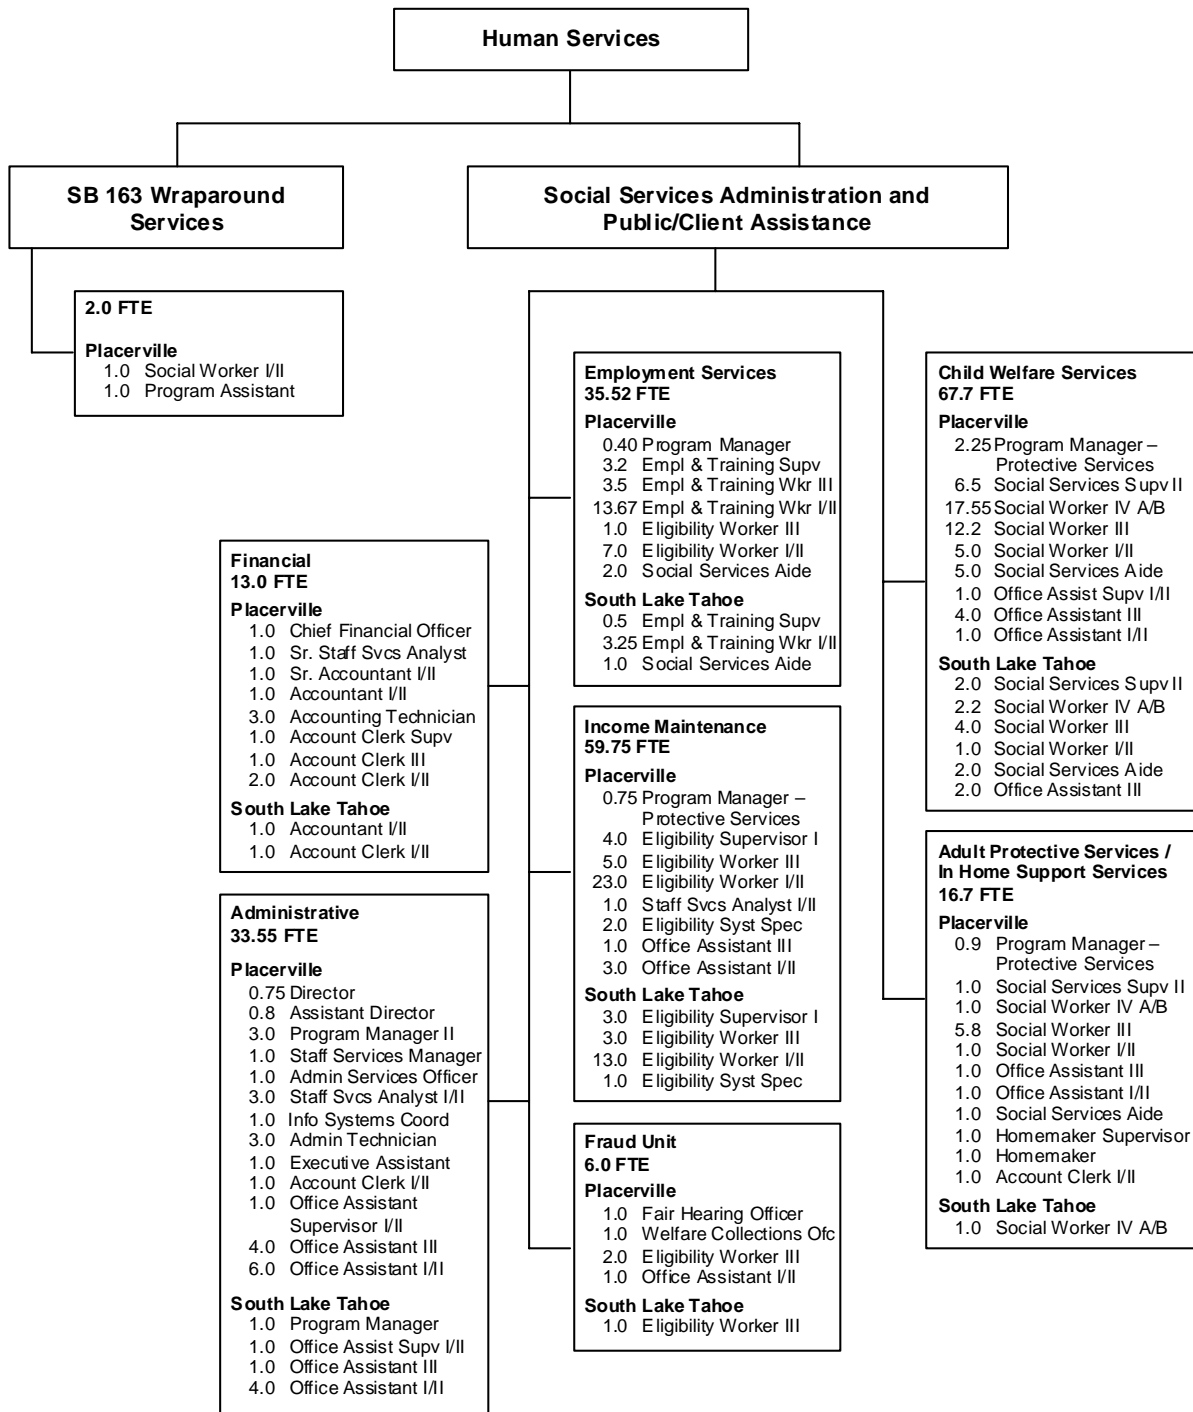 Human Services
SB 163 Wraparound
Services
Social Services Administration and
Public/Client Assistance
2.0 FTE
Placerville
1.0 Social Worker I/II
1.0 Program Assistant
Financial
13.0 FTE
Placerville
1.0 Chief Financial Officer
1.0 Sr. Staff Svcs Analyst
1.0 Sr. Accountant I/II
1.0 Accountant I/II
3.0 Accounting Technician
1.0 Account Clerk Supv
1.0 Account Clerk III
2.0 Account Clerk I/II
South Lake Tahoe
1.0 Accountant I/II
1.0 Account Clerk I/II
Administrative
33.55 FTE
Placerville
0.75 Director
0.8 Assistant Director
3.0 Program Manager II
1.0 Staff Services Manager
1.0 Admin Services Officer
3.0 Staff Svcs Analyst I/II
1.0 Info Systems Coord
3.0 Admin Technician
1.0 Executive Assistant
1.0 Account Clerk I/II
1.0 Office Assistant
Supervisor I/II
4.0 Office Assistant III
6.0 Office Assistant I/II
South Lake Tahoe
1.0 Program Manager
1.0 Office Assist Supv I/II
1.0 Office Assistant III
4.0 Office Assistant I/II
Employment Services
35.52 FTE
Placerville
0.40 Program Manager
3.2 Empl & Training Supv
3.5 Empl & Training Wkr III
13.67 Empl & Training Wkr I/II
1.0 Eligibility Worker III
7.0 Eligibility Worker I/II
2.0 Social Services Aide
South Lake Tahoe
0.5 Empl & Training Supv
3.25 Empl & Training Wkr I/II
1.0 Social Services Aide
Income Maintenance
59.75 FTE
Placerville
0.75 Program Manager –
Protective Services
4.0 Eligibility Supervisor I
5.0 Eligibility Worker III
23.0 Eligibility Worker I/II
1.0 Staff Svcs Analyst I/II
2.0 Eligibility Syst Spec
1.0 Office Assistant III
3.0 Office Assistant I/II
South Lake Tahoe
3.0 Eligibility Supervisor I
3.0 Eligibility Worker III
13.0 Eligibility Worker I/II
1.0 Eligibility Syst Spec
Fraud Unit
6.0 FTE
Placerville
1.0 Fair Hearing Officer
1.0 Welfare Collections Ofc
2.0 Eligibility Worker III
1.0 Office Assistant I/II
South Lake Tahoe
1.0 Eligibility Worker III
Child Welfare Services
67.7 FTE
Placerville
2.25 Program Manager –
Protective Services
6.5 Social Services Supv II
17.55 Social Worker IV A/B
12.2 Social Worker III
5.0 Social Worker I/II
5.0 Social Services Aide
1.0 Office Assist Supv I/II
4.0 Office Assistant III
1.0 Office Assistant I/II
South Lake Tahoe
2.0 Social Services Supv II
2.2 Social Worker IV A/B
4.0 Social Worker III
1.0 Social Worker I/II
2.0 Social Services Aide
2.0 Office Assistant III
Adult Protective Services /
In Home Support Services
16.7 FTE
Placerville
0.9 Program Manager –
Protective Services
1.0 Social Services Supv II
1.0 Social Worker IV A/B
5.8 Social Worker III
1.0 Social Worker I/II
1.0 Office Assistant III
1.0 Office Assistant I/II
1.0 Social Services Aide
1.0 Homemaker Supervisor
1.0 Homemaker
1.0 Account Clerk I/II
South Lake Tahoe
1.0 Social Worker IV A/B